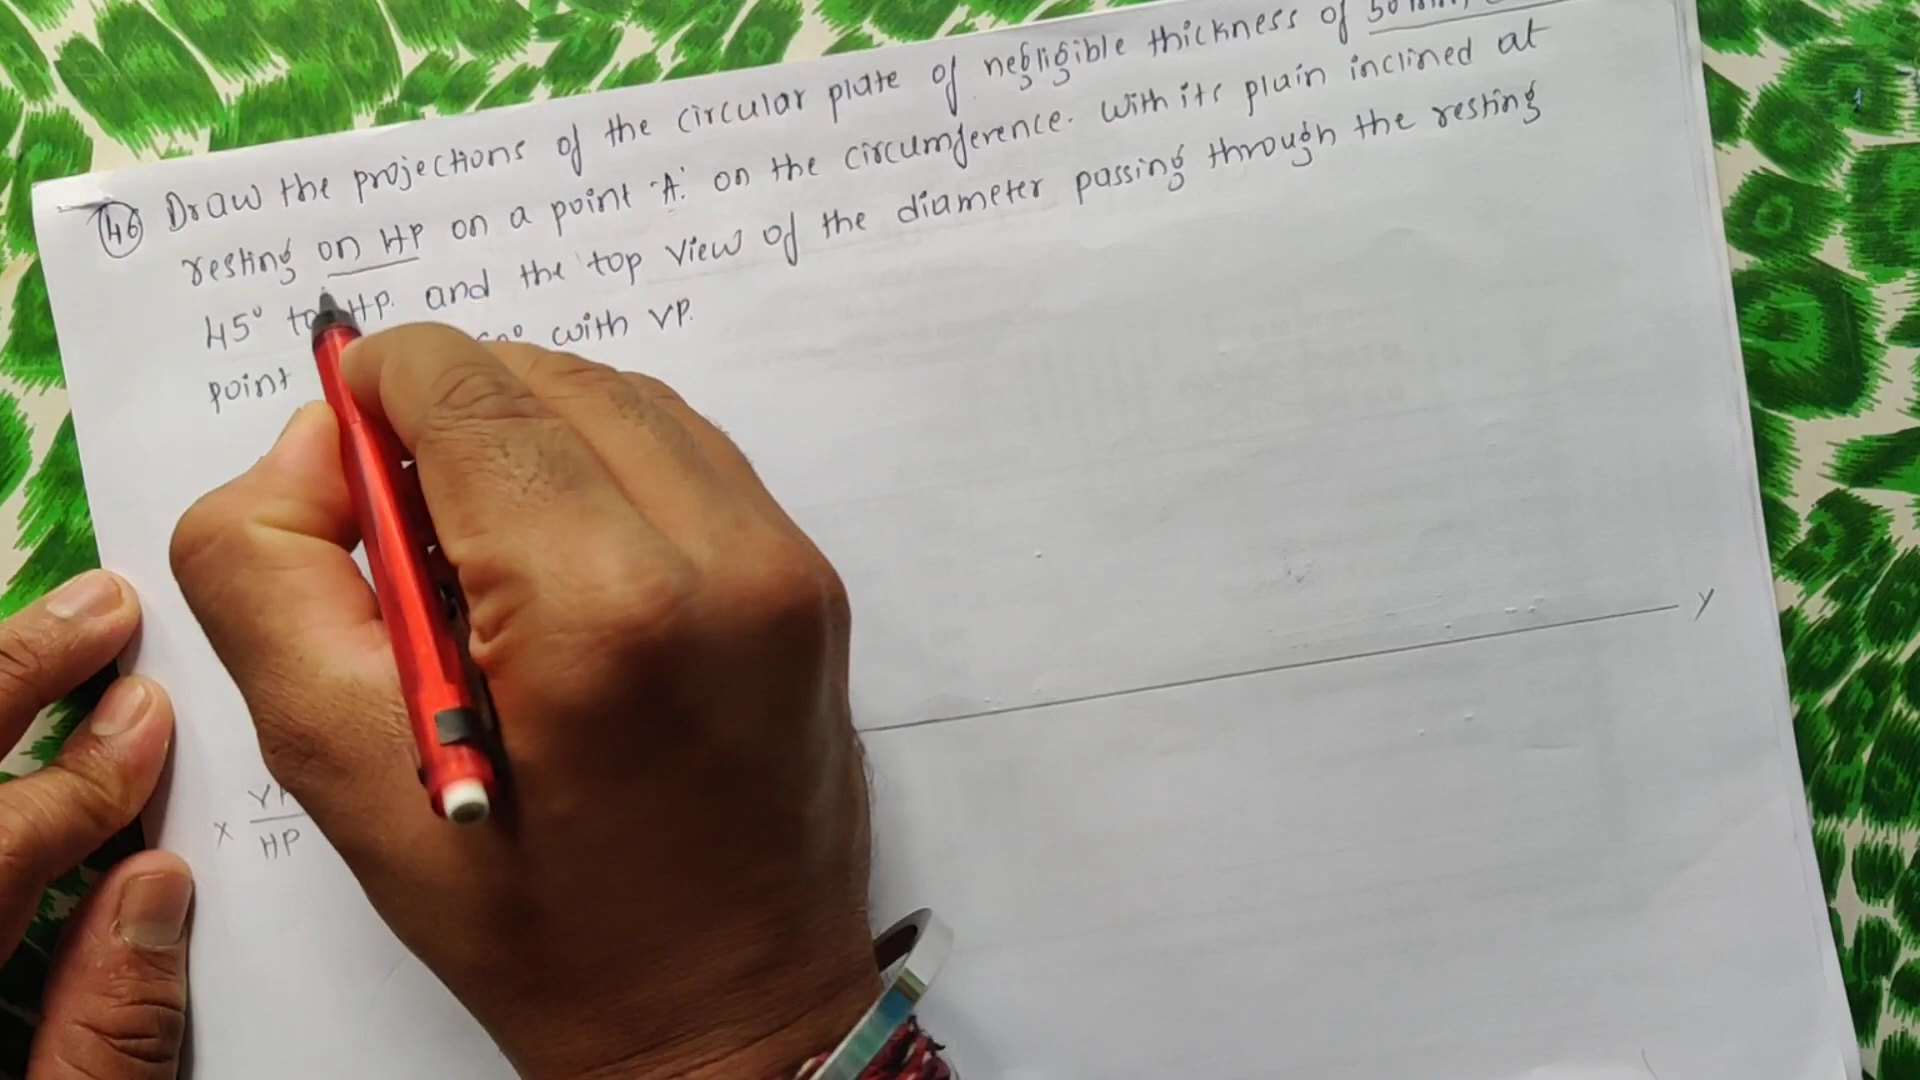 46 Draw the projections of the circular plate of negligible thickness of 50
resting on HP on a point 'A' on the circumference. With its plain inclined at
45° to HP. and the top view of the diameter passing through the resting
point with VP.
Y
X HP